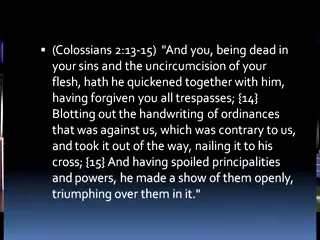 (Colossians 2:13-15) "And you, being dead in
your sins and the uncircumcision of your
flesh, hath he quickened together with him,
having forgiven you all trespasses; {14}
Blotting out the handwriting of ordinances
that was against us, which was contrary to us,
and took it out of the way, nailing it to his
cross; {15} And having spoiled principalities
and powers, he made a show of them openly,
triumphing over them in it."